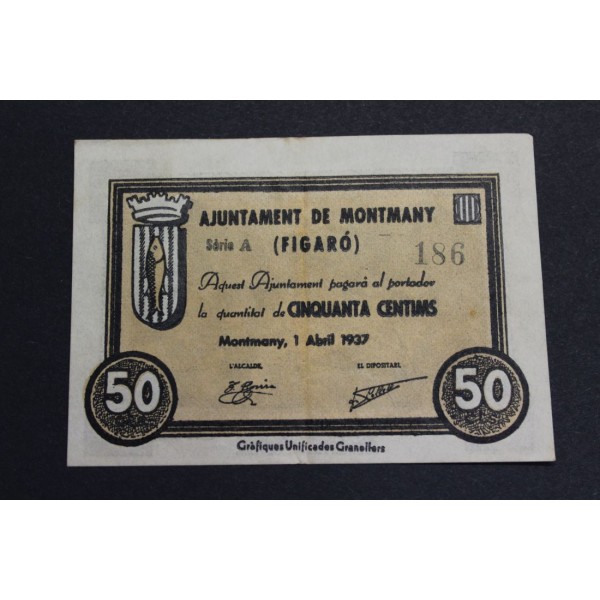 AJUNTAMENT DE MONTMANY
Sèrie A (FIGARÓ) 186
Aquest Ajuntament pagarà al portador
la quantitat de CINQUANTA CENTIMS
Montmany, 1 Abril 1937
L'ALCALDE, EL DIPOSITARI,
50 50
Gràfiques Unificades Granollers